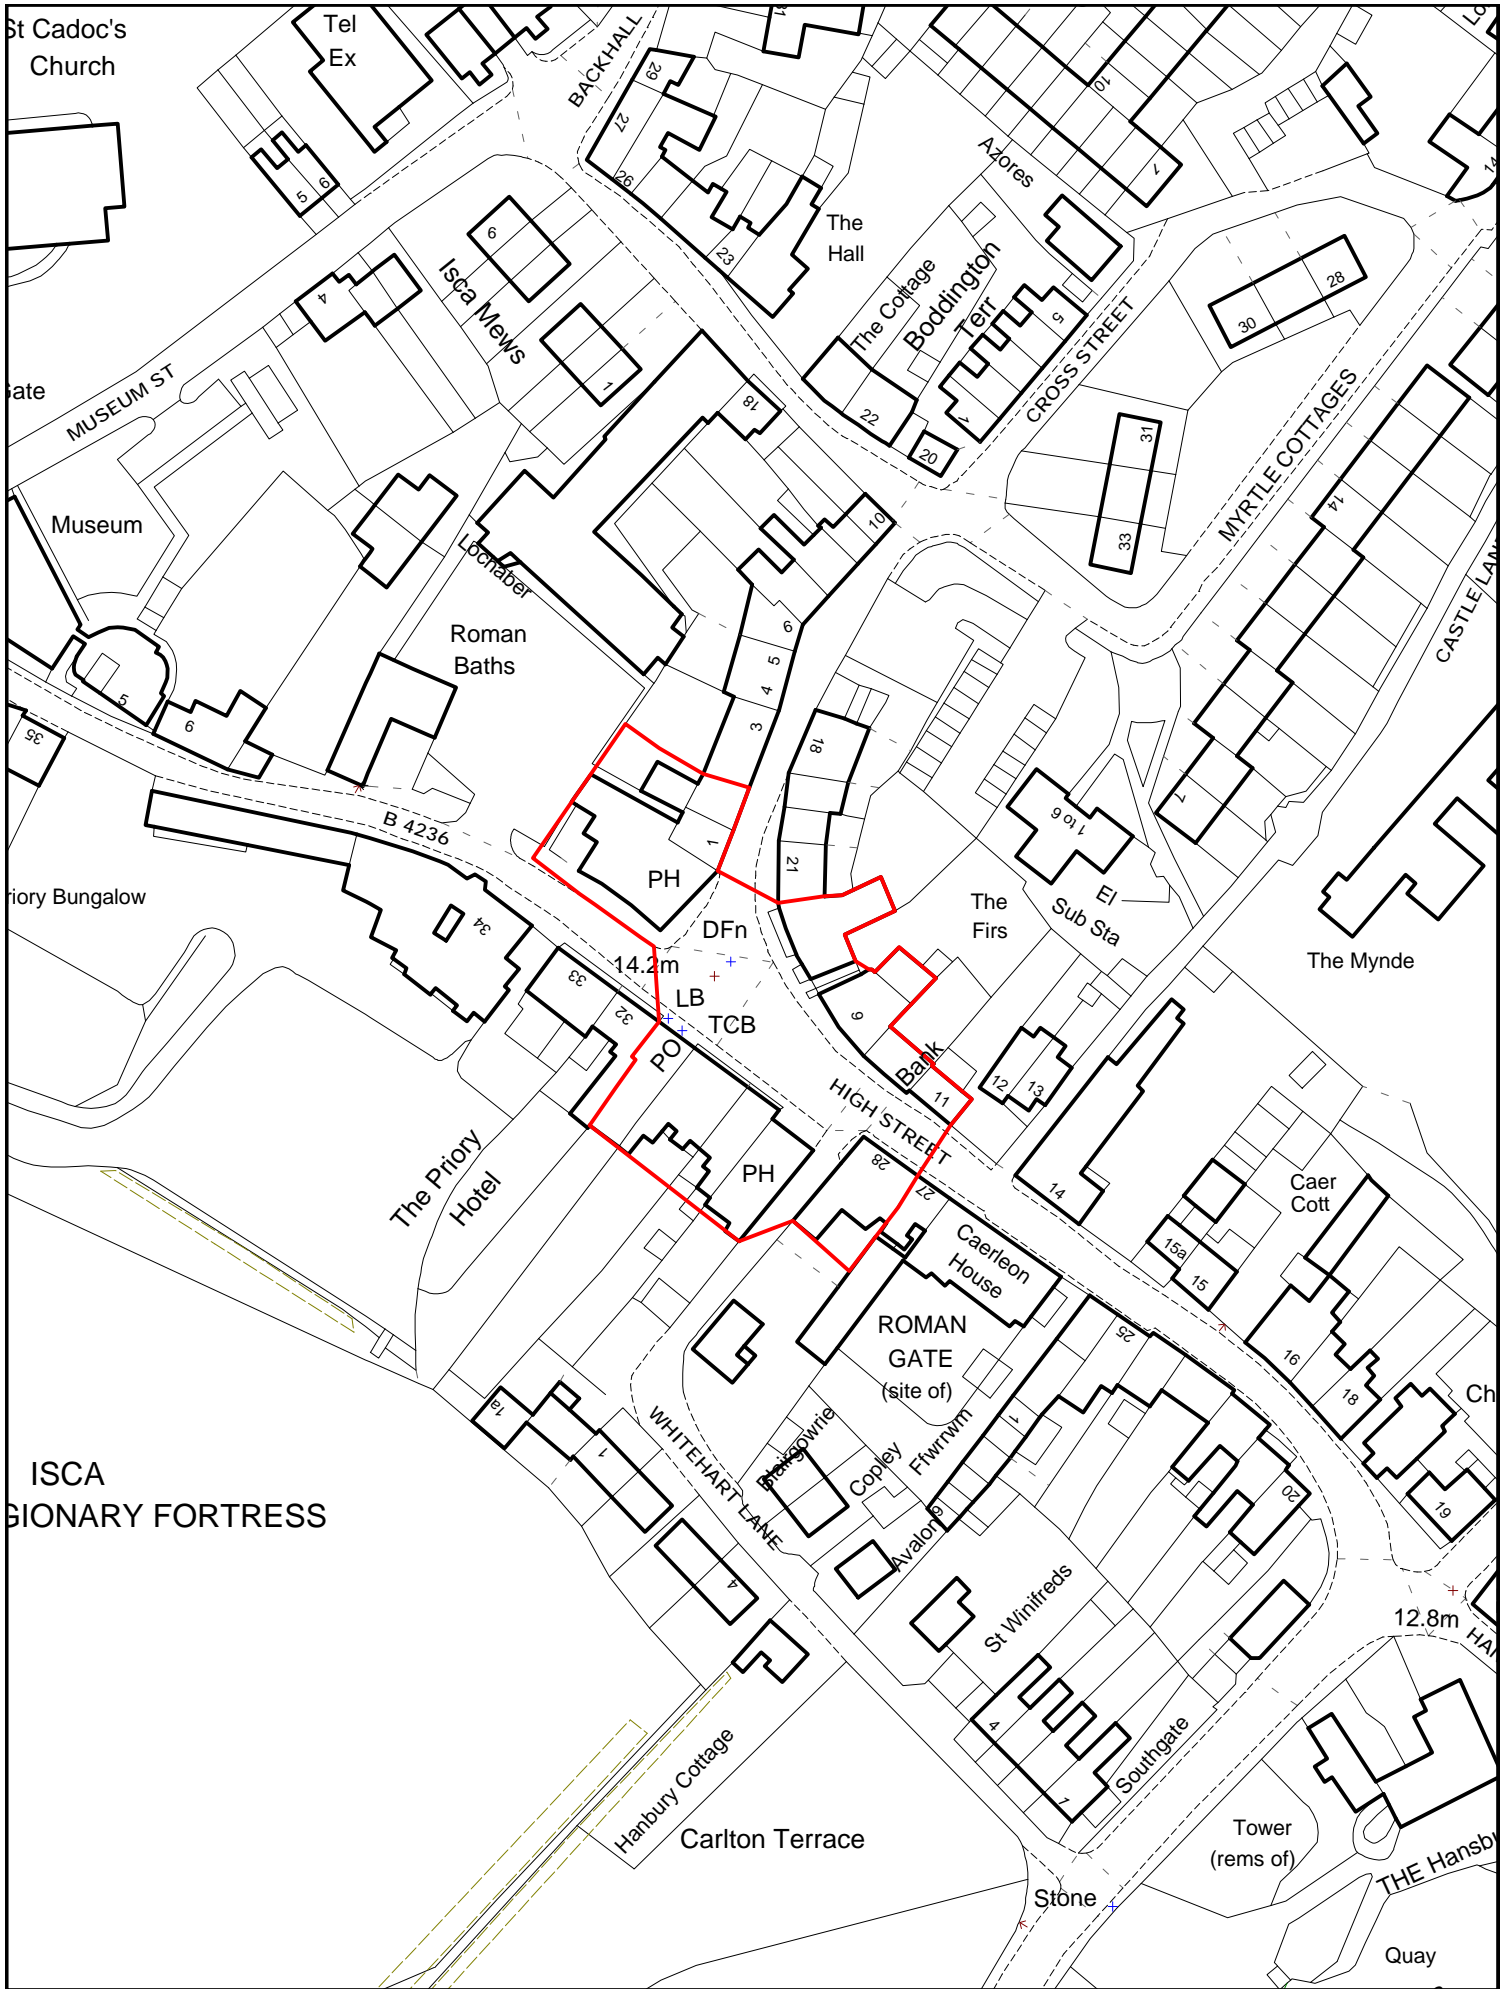 St Cadoc's
Church
Tel
Ex
BACKHALL
29
27
26
23
31
10
7
14
5
6
Azores
The
Hall
6
Isca Mews
1
4
The Cottage
Boddington
Terr
5
1
CROSS STREET
28
30
MUSEUM ST
18
22
20
31
33
MYRTLE COTTAGES
14
CASTLE LAN
Museum
10
Lochaber
Roman
Baths
6
5
4
3
5
6
35
18
7
1 to 6
B 4236
1
PH
21
El
Sub Sta
The
Firs
34
DFn
14.2m
The Mynde
33
32
LB
TCB
PO
9
Bank
11
12
13
HIGH STREET
The Priory
Hotel
PH
28
27
14
Caer
Cott
15a
15
Caerleon
House
ROMAN
GATE
(site of)
25
16
18
Ch
1a
1
WHITEHART LANE
Blairgowrie
Copley
Ffwrrwm
1
9
Avalon
20
19
ISCA
GIONARY FORTRESS
4
St Winifreds
12.8m
4
1
Southgate
Hanbury Cottage
Carlton Terrace
Tower
(rems of)
THE Hansbu
Stone
Quay